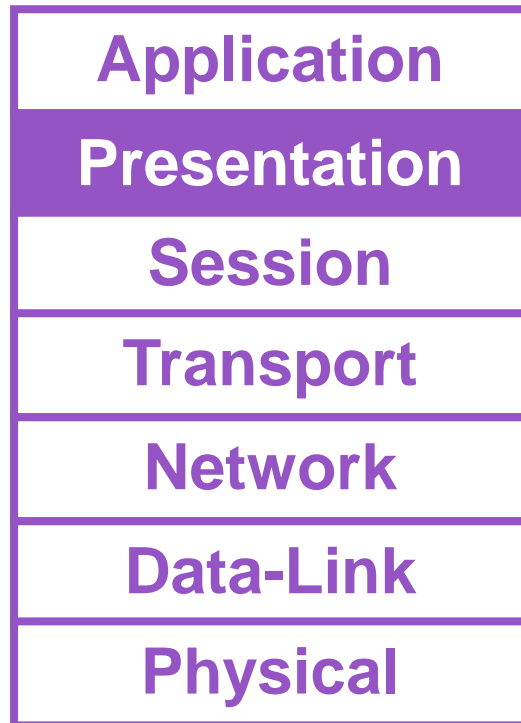 Application
Presentation
Session
Transport
Network
Data-Link
Physical